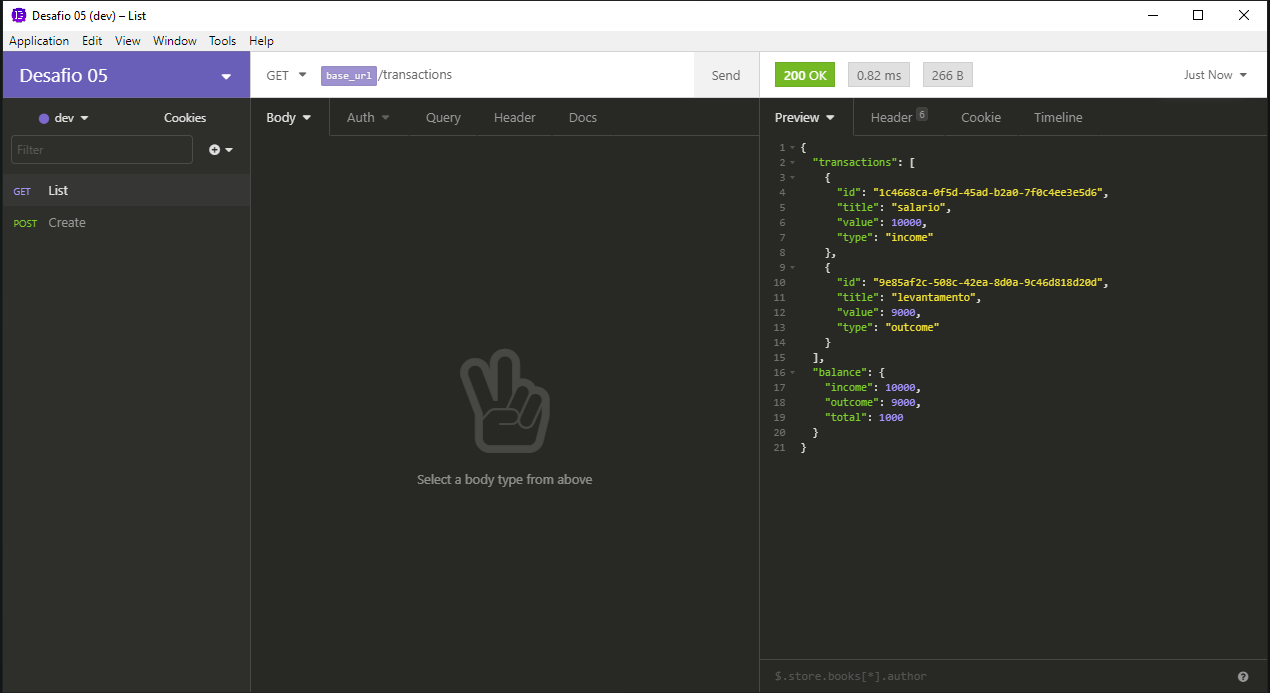 Desafio 05 (dev) – List
Application Edit View Window Tools Help
Desafio 05
GET base_url/transactions Send
200 OK 0.82 ms 266 B Just Now
dev Cookies
Filter
GET List
POST Create
Body Auth Query Header Docs
Select a body type from above
Preview Header 6 Cookie Timeline
1 {
2 "transactions": [
3 {
4 "id": "1c4668ca-0f5d-45ad-b2a0-7f0c4ee3e5d6",
5 "title": "salario",
6 "value": 10000,
7 "type": "income"
8 },
9 {
10 "id": "9e85af2c-508c-42ea-8d0a-9c46d818d20d",
11 "title": "levantamento",
12 "value": 9000,
13 "type": "outcome"
14 }
15 ],
16 "balance": {
17 "income": 10000,
18 "outcome": 9000,
19 "total": 1000
20 }
21 }
$.store.books[*].author